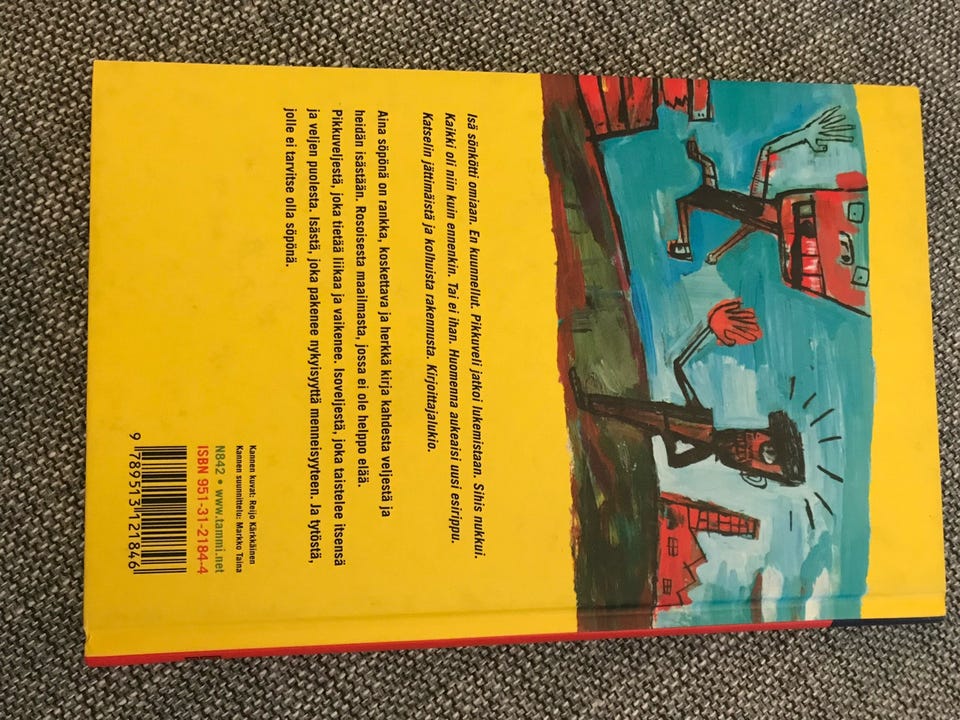 Isä sönkötti omiaan. En kuunnellut. Pikkuveli jatkoi lukemistaan. Sihis nukkui.
Kaikki oli niin kuin ennenkin. Tai ei ihan. Huomenna aukeaisi uusi esirippu.
Katselin jättimäistä ja kolhuista rakennusta. Kirjoittajalukio.
Aina söpönä on rankka, koskettava ja herkkä kirja kahdesta veljestä ja
heidän isästään. Rosoisesta maailmasta, jossa ei ole helppo elää.
Pikkuveljestä, joka tietää liikaa ja vaikenee. Isoveljestä, joka taistelee itsensä
ja veljen puolesta. Isästä, joka pakenee nykyisyyttä menneisyyteen. Ja tytöstä,
jolle ei tarvitse olla söpönä.
Kannen kuvat: Reijo Kärkkäinen
Kannen suunnittelu: Markko Taina
N842 • www.tammi.net
ISBN 951-31-2184-4
9 789513 121846